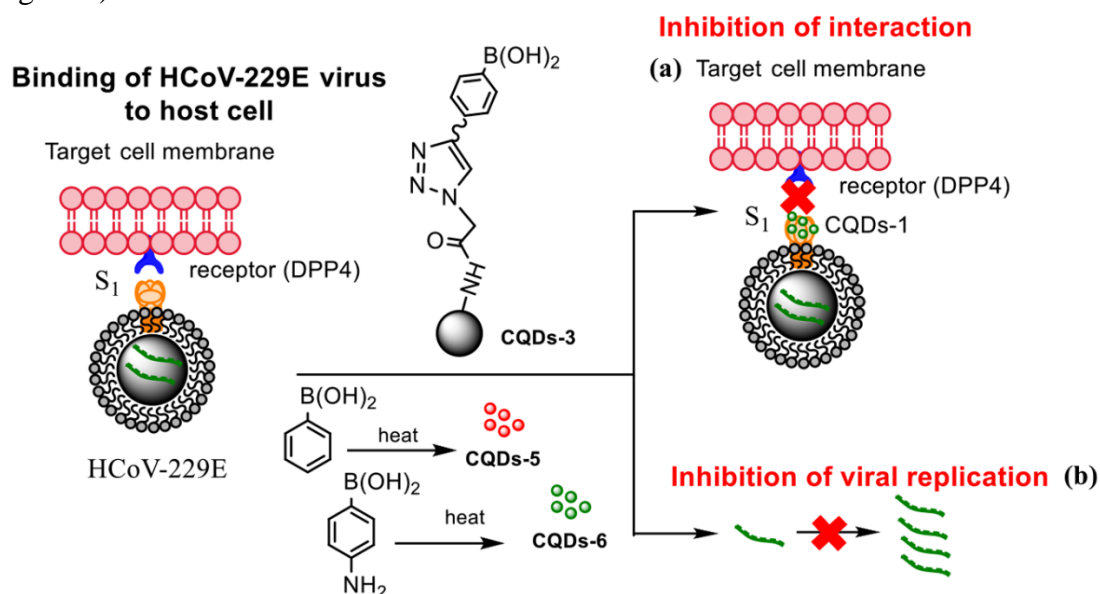 Binding of HCoV-229E virus
to host cell
Target cell membrane
S1
receptor (DPP4)
HCoV-229E
B(OH)2
N
N
N
O
NH
CQDs-3
B(OH)2
heat
CQDs-5
B(OH)2
heat
CQDs-6
NH2
Inhibition of interaction
(a) Target cell membrane
receptor (DPP4)
S1
CQDs-1
Inhibition of viral replication (b)